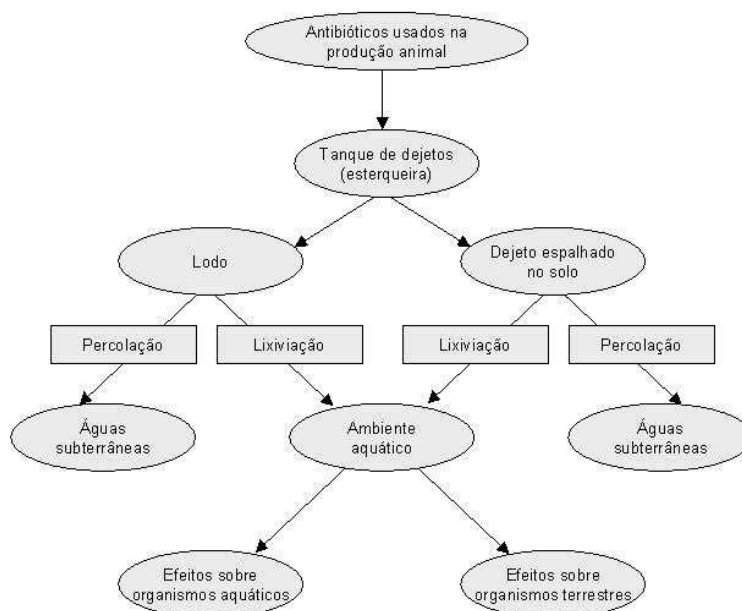 Antibióticos usados na
produção animal
Tanque de dejetos
(esterqueira)
Lodo
Dejeto espalhado
no solo
Percolação
Lixiviação
Lixiviação
Percolação
Águas
subterrâneas
Ambiente
aquático
Águas
subterrâneas
Efeitos sobre
organismos aquáticos
Efeitos sobre
organismos terrestres